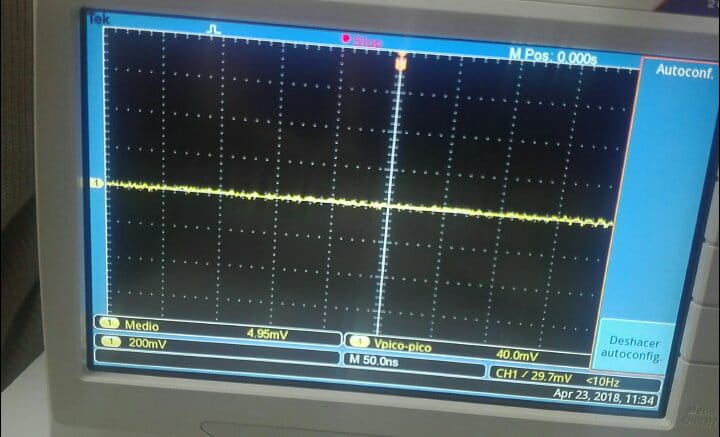 Tek
Stop
M Pos: 0.000s
Autoconf.
T
1
1 Medio 4.95mV
1 Vpico-pico 40.0mV
1 200mV
M 50.0ns
CH1 / 29.7mV <10Hz
Deshacer
autoconfig.
Apr 23, 2018, 11:34